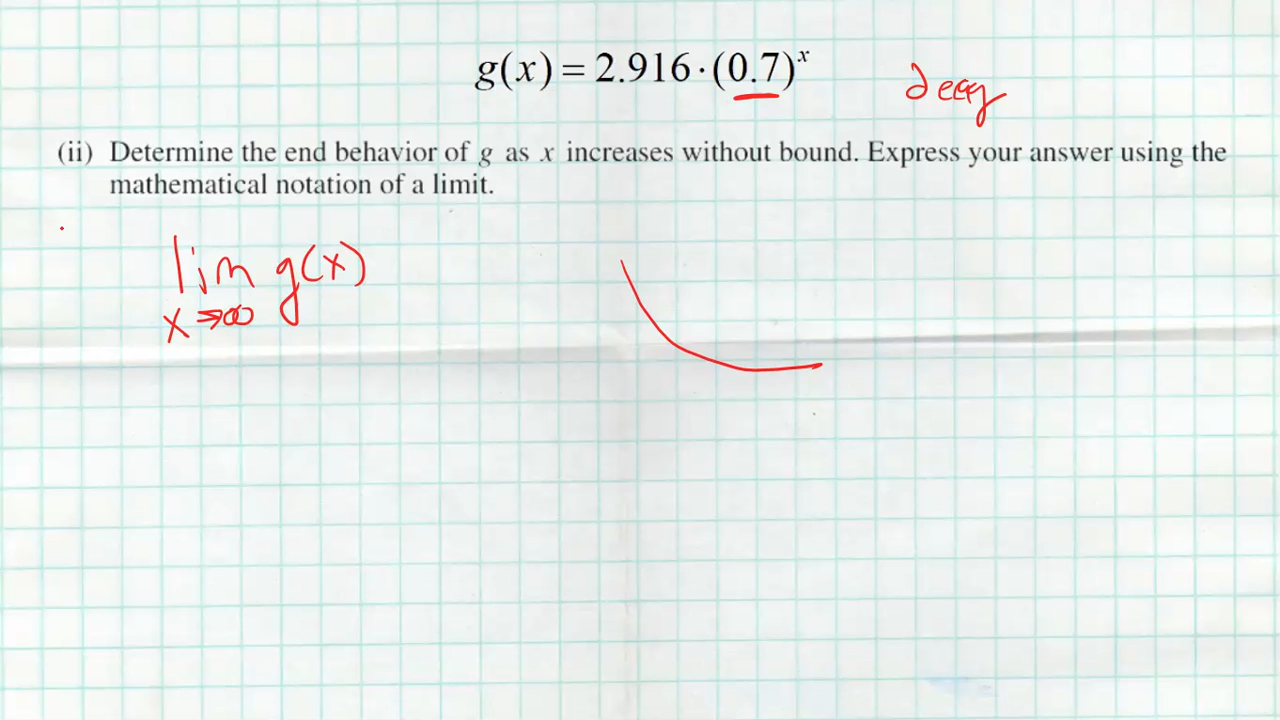 g(x) = 2.916 · (0.7)ˣ
decay
(ii) Determine the end behavior of g as x increases without bound. Express your answer using the
mathematical notation of a limit.
lim g(x)
x→∞